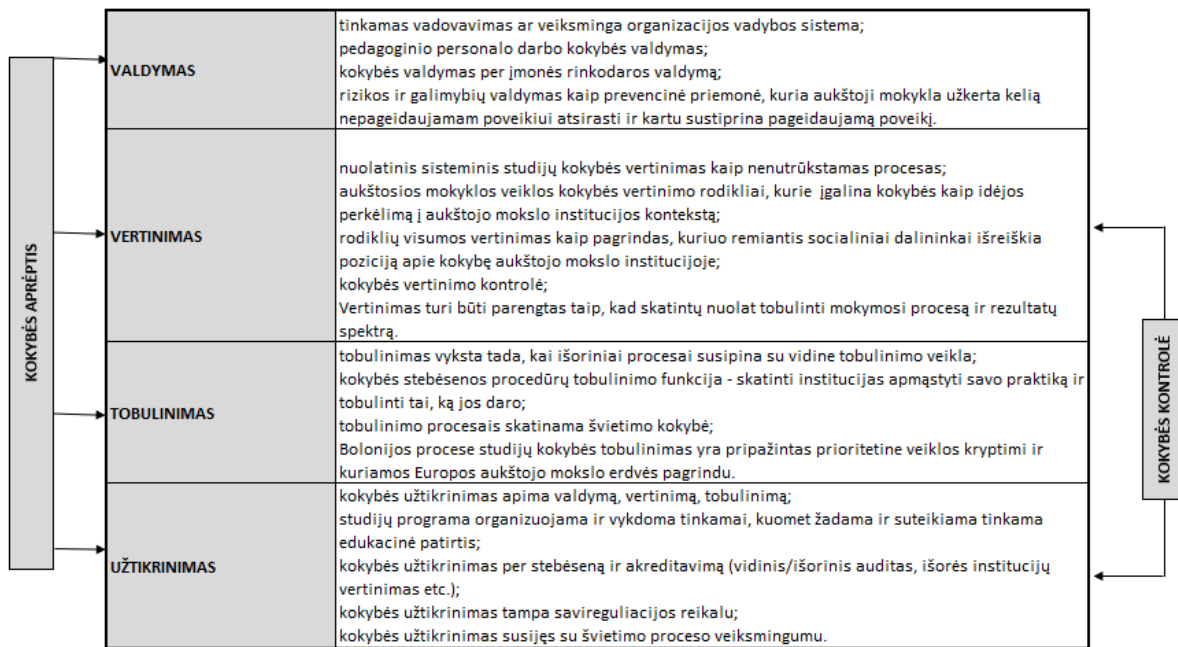 KOKYBĖS APRĖPTIS
VALDYMAS
tinkamas vadovavimas ar veiksminga organizacijos vadybos sistema;
pedagoginio personalo darbo kokybės valdymas;
kokybės valdymas per įmonės rinkodaros valdymą;
rizikos ir galimybių valdymas kaip prevencinė priemonė, kuria aukštoji mokykla užkerta kelią
nepageidaujamam poveikiui atsirasti ir kartu sustiprina pageidaujamą poveikį.
VERTINIMAS
nuolatinis sisteminis studijų kokybės vertinimas kaip nenutrūkstamas procesas;
aukštosios mokyklos veiklos kokybės vertinimo rodikliai, kurie įgalina kokybės kaip idėjos
perkėlimą į aukštojo mokslo institucijos kontekstą;
rodiklių visumos vertinimas kaip pagrindas, kuriuo remiantis socialiniai dalininkai išreiškia
poziciją apie kokybę aukštojo mokslo institucijoje;
kokybės vertinimo kontrolė;
Vertinimas turi būti parengtas taip, kad skatintų nuolat tobulinti mokymosi procesą ir rezultatų
spektrą.
TOBULINIMAS
tobulinimas vyksta tada, kai išoriniai procesai susipina su vidine tobulinimo veikla;
kokybės stebėsenos procedūrų tobulinimo funkcija - skatinti institucijas apmąstyti savo praktiką ir
tobulinti tai, ką jos daro;
tobulinimo procesais skatinama švietimo kokybė;
Bolonijos procese studijų kokybės tobulinimas yra pripažintas prioritetine veiklos kryptimi ir
kuriamos Europos aukštojo mokslo erdvės pagrindu.
UŽTIKRINIMAS
kokybės užtikrinimas apima valdymą, vertinimą, tobulinimą;
studijų programa organizuojama ir vykdoma tinkamai, kuomet žadama ir suteikiama tinkama
edukacinė patirtis;
kokybės užtikrinimas per stebėseną ir akreditavimą (vidinis/išorinis auditas, išorės institucijų
vertinimas etc.);
kokybės užtikrinimas tampa savireguliacijos reikalu;
kokybės užtikrinimas susijęs su švietimo proceso veiksmingumu.
KOKYBĖS KONTROLĖ